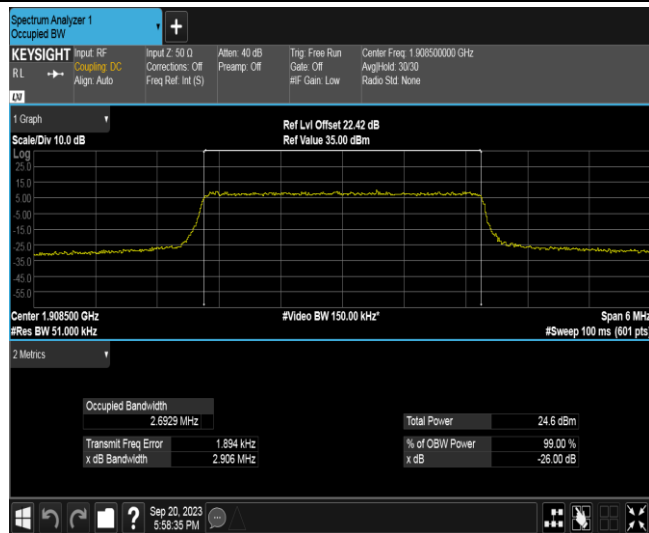 Spectrum Analyzer 1
Occupied BW
KEYSIGHT
RL
Input: RF
Coupling: DC
Align: Auto
Input Z: 50 Ω
Corrections: Off
Freq Ref: Int (S)
Atten: 40 dB
Preamp: Off
Trig: Free Run
Gate: Off
#IF Gain: Low
Center Freq: 1.908500000 GHz
Avg|Hold: 30/30
Radio Std: None
1 Graph
Scale/Div 10.0 dB
Ref Lvl Offset 22.42 dB
Ref Value 35.00 dBm
Log
25.0
15.0
5.00
-5.00
-15.0
-25.0
-35.0
-45.0
-55.0
Center 1.908500 GHz
#Res BW 51.000 kHz
#Video BW 150.00 kHz*
Span 6 MHz
#Sweep 100 ms (601 pts)
2 Metrics
Occupied Bandwidth
2.6929 MHz
Transmit Freq Error 1.894 kHz
x dB Bandwidth 2.906 MHz
Total Power 24.6 dBm
% of OBW Power 99.00 %
x dB -26.00 dB
Sep 20, 2023
5:58:35 PM